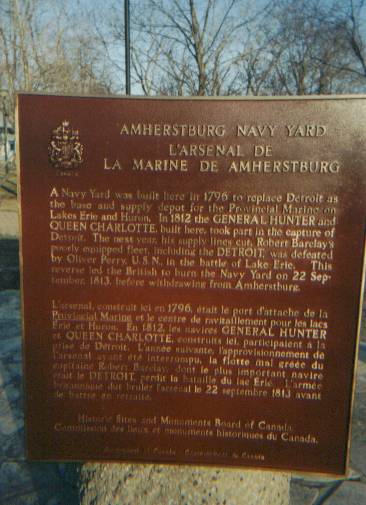 CANADA
AMHERSTBURG NAVY YARD
L'ARSENAL DE
LA MARINE DE AMHERSTBURG
A Navy Yard was built here in 1796 to replace Detroit as
the base and supply depot for the Provincial Marine on
Lakes Erie and Huron. In 1812 the GENERAL HUNTER and
QUEEN CHARLOTTE, built here, took part in the capture of
Detroit. The next year, his supply lines cut, Robert Barclay's
poorly equipped fleet, including the DETROIT, was defeated
by Oliver Perry, U.S.N., in the battle of Lake Erie. This
reverse led the British to burn the Navy Yard on 22 Sep-
tember, 1813, before withdrawing from Amherstburg.
L'arsenal, construit ici en 1796, était le port d'attache de la
Provincial Marine et le centre de ravitaillement pour les lacs
Érié et Huron. En 1812, les navires GENERAL HUNTER
et QUEEN CHARLOTTE, construits ici, participaient à la
prise de Détroit. L'année suivante, l'approvisionnement de
l'arsenal ayant été interrompu, la flotte mal gréée du
capitaine Robert Barclay, dont le plus important navire
était le DETROIT, perdit la bataille du lac Érié. L'armée
britannique dut brûler l'arsenal le 22 septembre 1813 avant
de battre en retraite.
Historic Sites and Monuments Board of Canada.
Commission des lieux et monuments historiques du Canada.
Government of Canada - Gouvernement du Canada